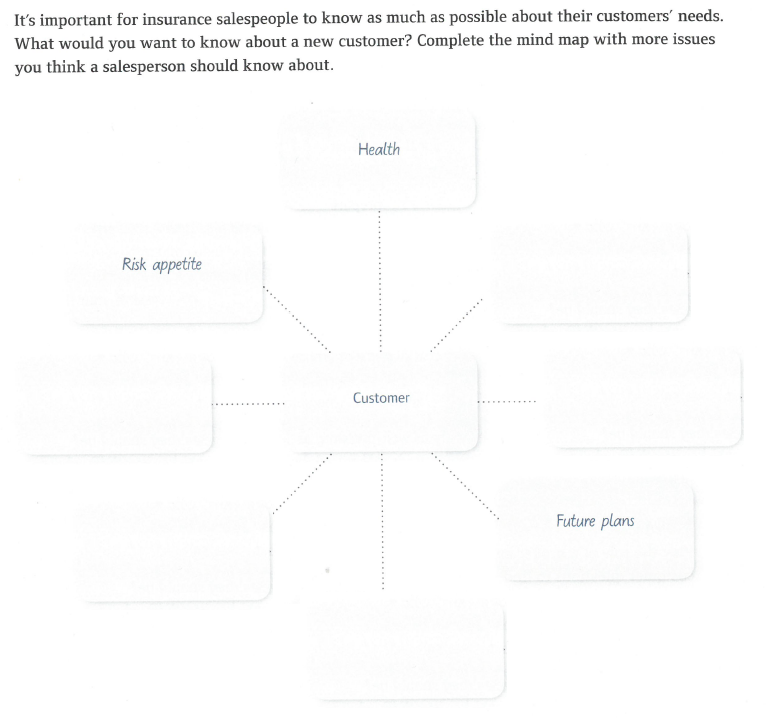 It's important for insurance salespeople to know as much as possible about their customers' needs.
What would you want to know about a new customer? Complete the mind map with more issues
you think a salesperson should know about.
Health
Risk appetite
Customer
Future plans